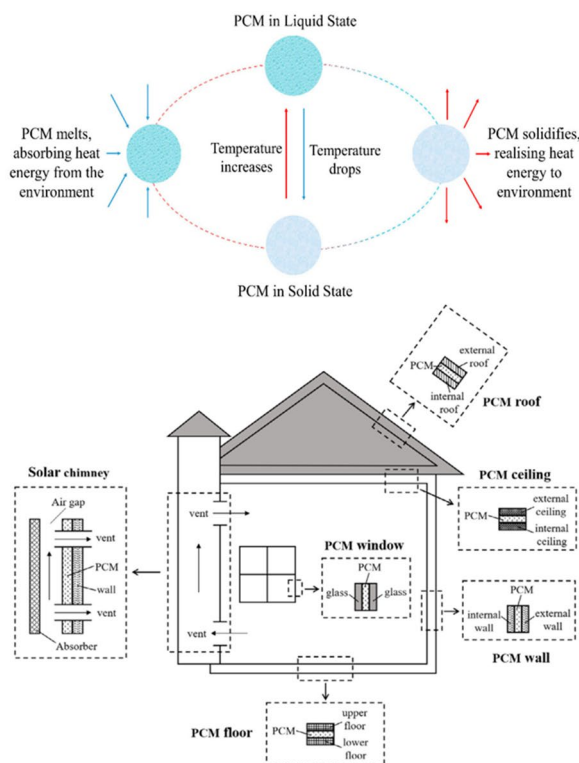 PCM in Liquid State
PCM melts,
absorbing heat
energy from the
environment
Temperature
increases
Temperature
drops
PCM solidifies,
realising heat
energy to
environment
PCM in Solid State
PCM
external
roof
internal
roof
PCM roof
Solar chimney
Air gap
vent
PCM
wall
vent
Absorber
vent
vent
PCM window
PCM
glass
glass
PCM ceiling
external
ceiling
PCM
internal
ceiling
PCM
internal
wall
external
wall
PCM wall
PCM floor
upper
floor
PCM
lower
floor